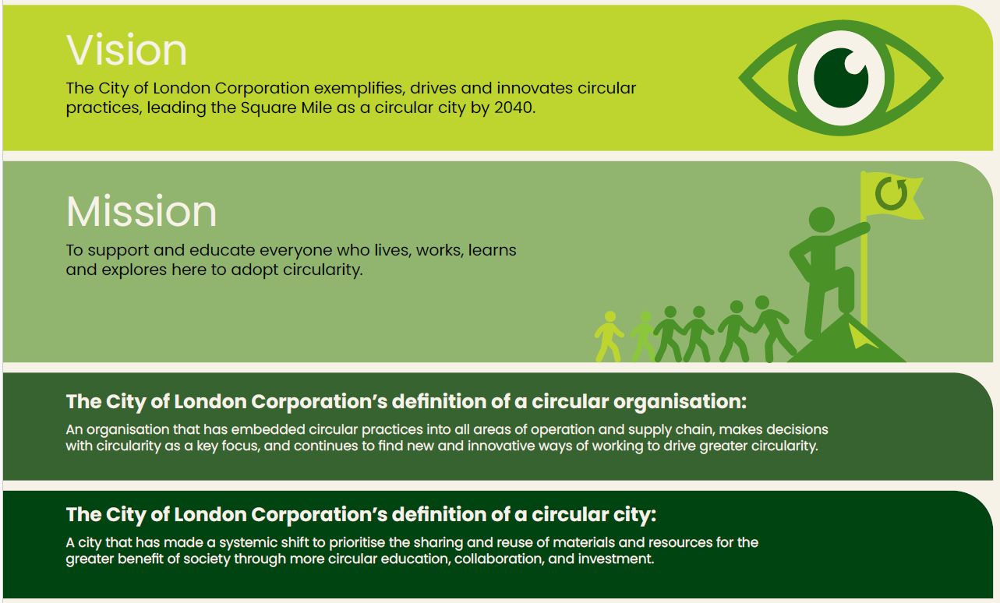 Vision
The City of London Corporation exemplifies, drives and innovates circular
practices, leading the Square Mile as a circular city by 2040.
Mission
To support and educate everyone who lives, works, learns
and explores here to adopt circularity.
The City of London Corporation’s definition of a circular organisation:
An organisation that has embedded circular practices into all areas of operation and supply chain, makes decisions
with circularity as a key focus, and continues to find new and innovative ways of working to drive greater circularity.
The City of London Corporation’s definition of a circular city:
A city that has made a systemic shift to prioritise the sharing and reuse of materials and resources for the
greater benefit of society through more circular education, collaboration, and investment.